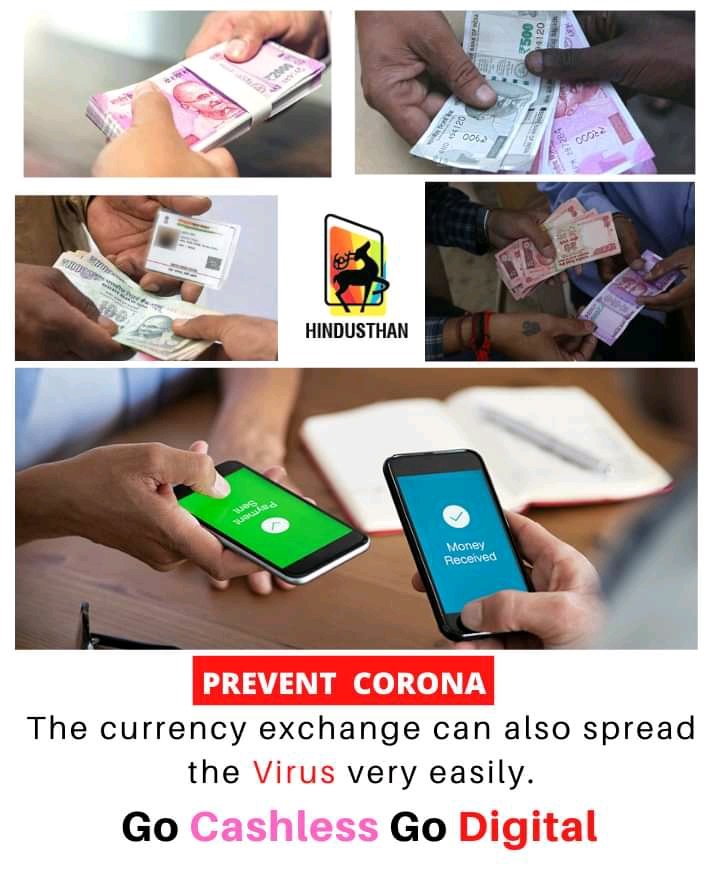 ₹500
HINDUSTHAN
Payment
Sent
Money
Received
PREVENT CORONA
The currency exchange can also spread
the Virus very easily.
Go Cashless Go Digital